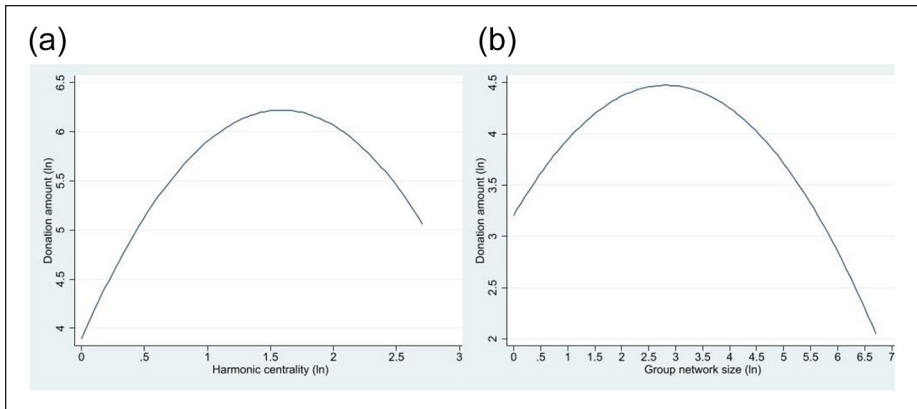 (a)
(b)
Donation amount (ln)
6.5
6
5.5
5
4.5
4
0 .5 1 1.5 2 2.5 3
Harmonic centrality (ln)
Donation amount (ln)
4.5
4
3.5
3
2.5
2
0 .5 1 1.5 2 2.5 3 3.5 4 4.5 5 5.5 6 6.5 7
Group network size (ln)